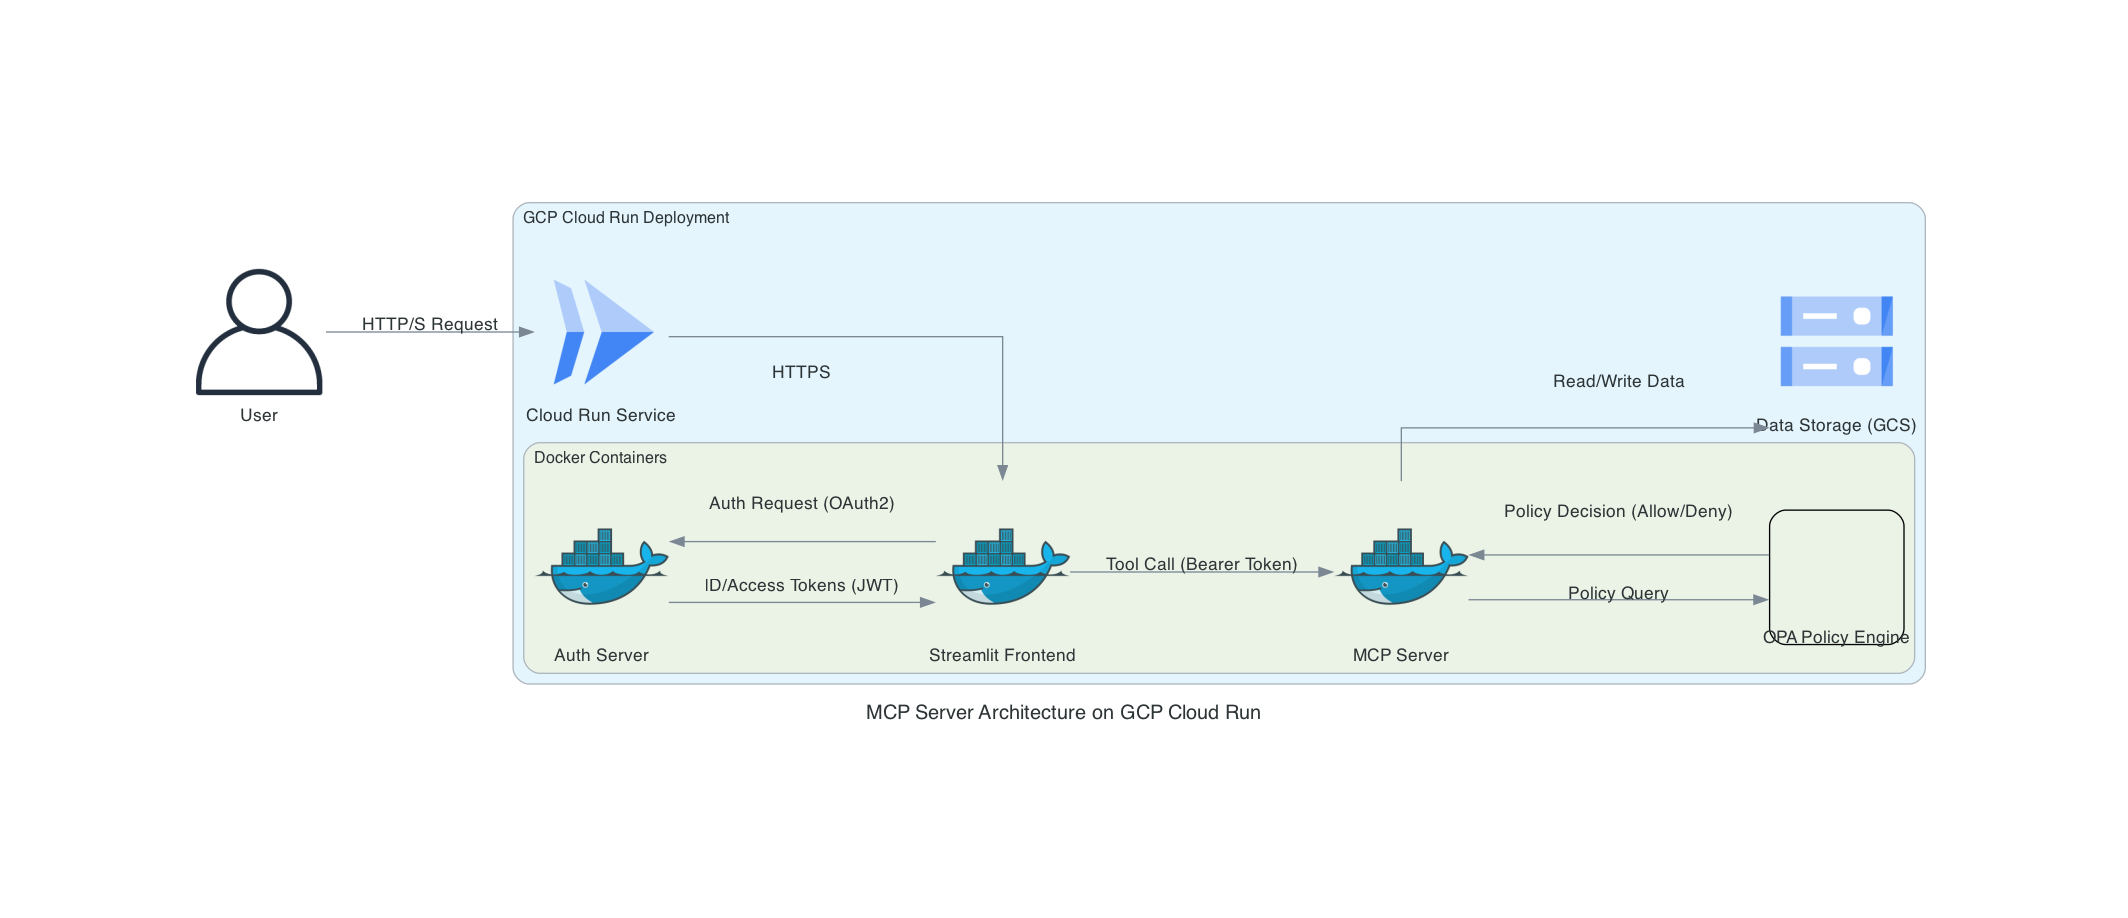 GCP Cloud Run Deployment
HTTP/S Request
User
Cloud Run Service
HTTPS
Read/Write Data
Data Storage (GCS)
Docker Containers
Auth Request (OAuth2)
ID/Access Tokens (JWT)
Tool Call (Bearer Token)
Policy Decision (Allow/Deny)
Policy Query
OPA Policy Engine
Auth Server
Streamlit Frontend
MCP Server
MCP Server Architecture on GCP Cloud Run